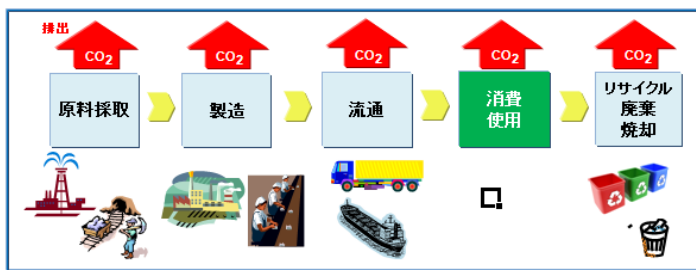 排出
CO2 CO2 CO2 CO2 CO2
原料採取 製造 流通 消費 リサイクル
使用 廃棄
焼却